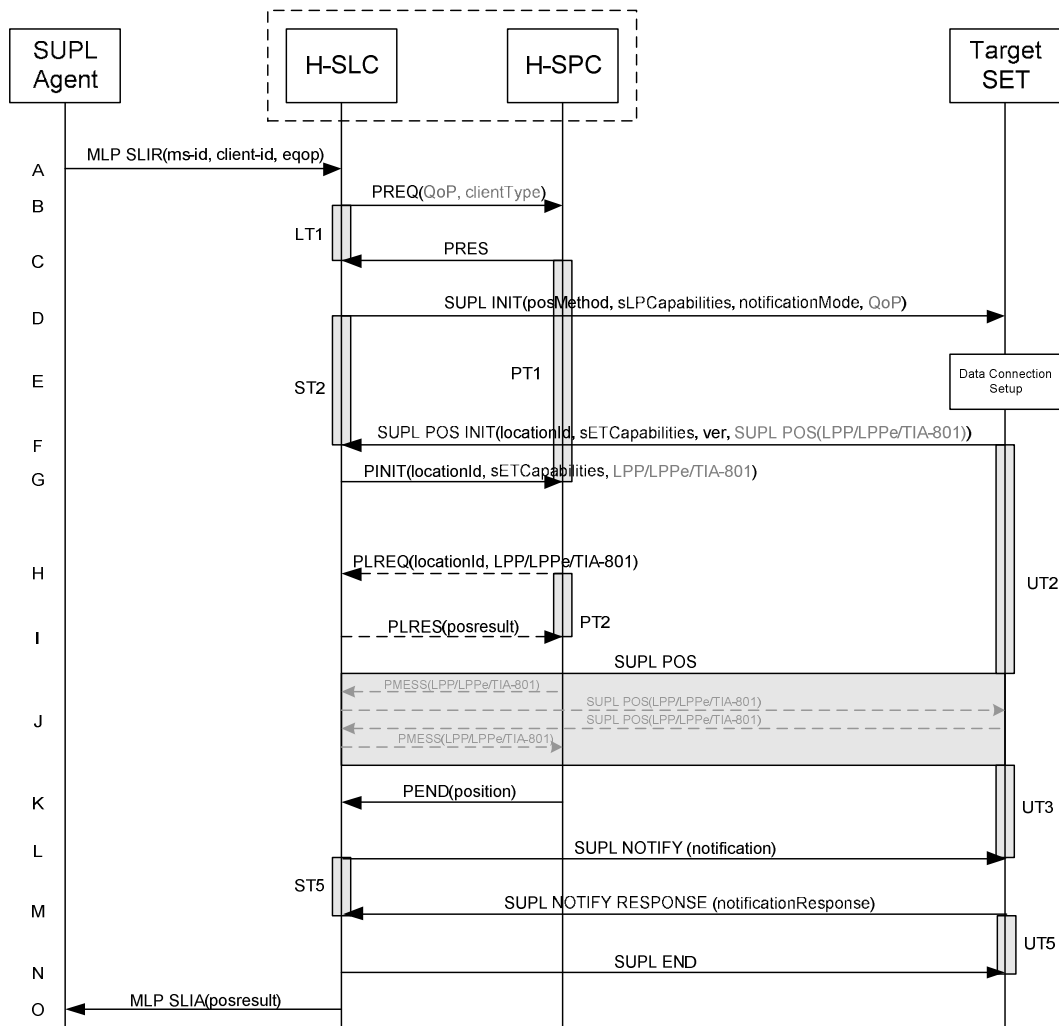 SUPL
Agent
H-SLC
H-SPC
Target
SET
A
MLP SLIR(ms-id, client-id, eqop)
B
PREQ(QoP, clientType)
LT1
C
PRES
D
SUPL INIT(posMethod, sLPCapabilities, notificationMode, QoP)
E
ST2
PT1
Data Connection
Setup
F
SUPL POS INIT(locationId, sETCapabilities, ver, SUPL POS(LPP/LPPe/TIA-801))
G
PINIT(locationId, sETCapabilities, LPP/LPPe/TIA-801)
H
PLREQ(locationId, LPP/LPPe/TIA-801)
UT2
I
PLRES(posresult)
PT2
SUPL POS
PMESS(LPP/LPPe/TIA-801)
SUPL POS(LPP/LPPe/TIA-801)
J
SUPL POS(LPP/LPPe/TIA-801)
PMESS(LPP/LPPe/TIA-801)
K
PEND(position)
UT3
L
SUPL NOTIFY (notification)
ST5
M
SUPL NOTIFY RESPONSE (notificationResponse)
UT5
N
SUPL END
O
MLP SLIA(posresult)